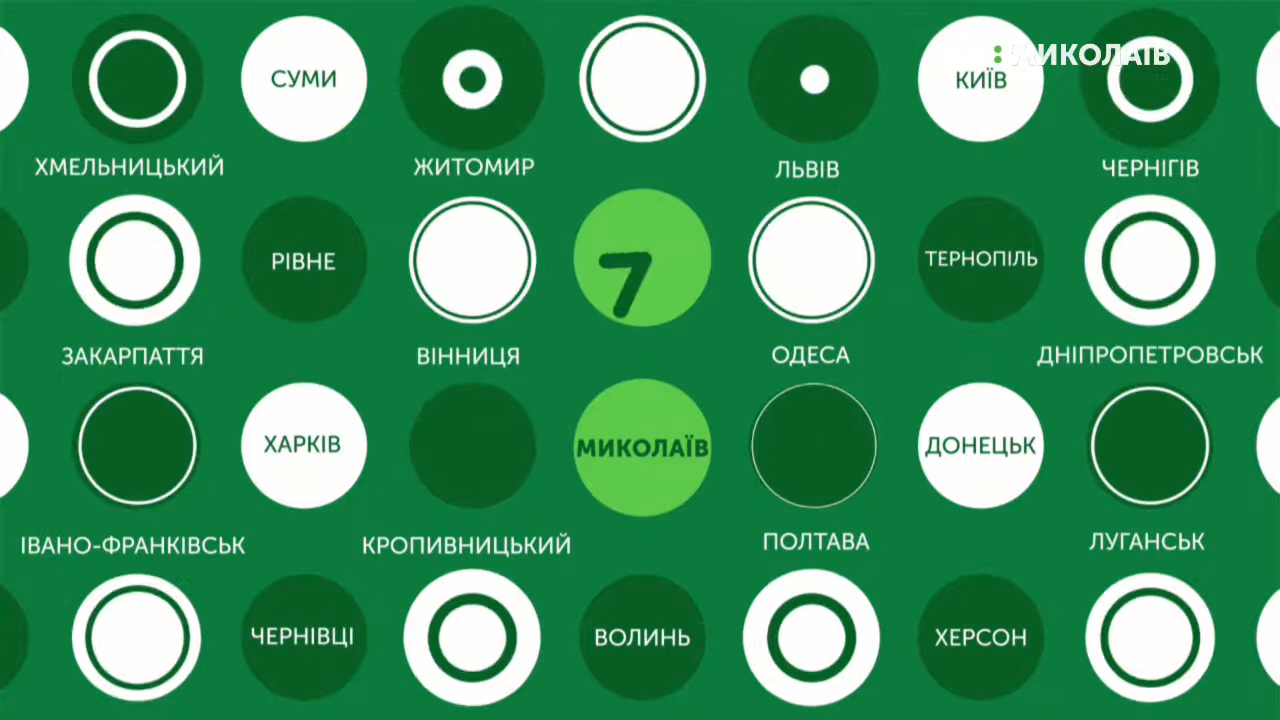 : МИКОЛАЇВ
СУМИ
КИЇВ
ХМЕЛЬНИЦЬКИЙ
ЖИТОМИР
ЛЬВІВ
ЧЕРНІГІВ
РІВНЕ
7
ТЕРНОПІЛЬ
ЗАКАРПАТТЯ
ВІННИЦЯ
ОДЕСА
ДНІПРОПЕТРОВСЬК
ХАРКІВ
МИКОЛАЇВ
ДОНЕЦЬК
ІВАНО-ФРАНКІВСЬК
КРОПИВНИЦЬКИЙ
ПОЛТАВА
ЛУГАНСЬК
ЧЕРНІВЦІ
ВОЛИНЬ
ХЕРСОН